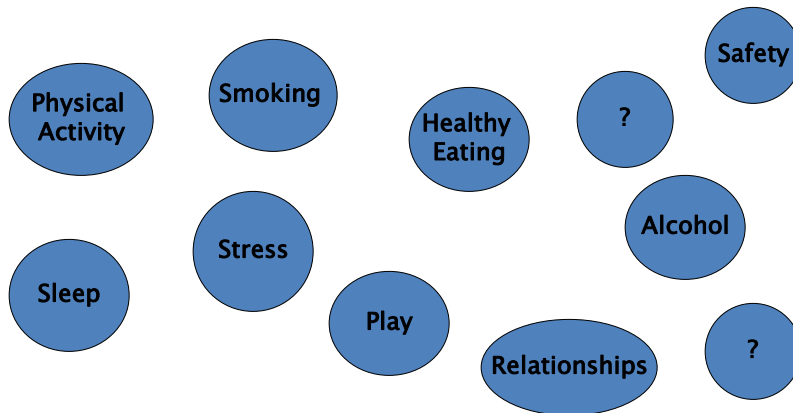 Safety
Physical
Activity
Smoking
Healthy
Eating
?
Alcohol
Stress
Sleep
Play
Relationships
?